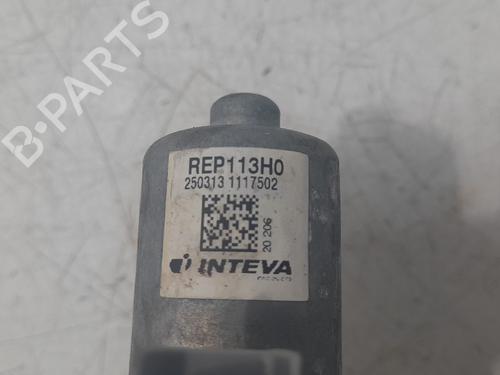 B-PARTS
REP113H0
250313 1117502
20 206
INTEVA